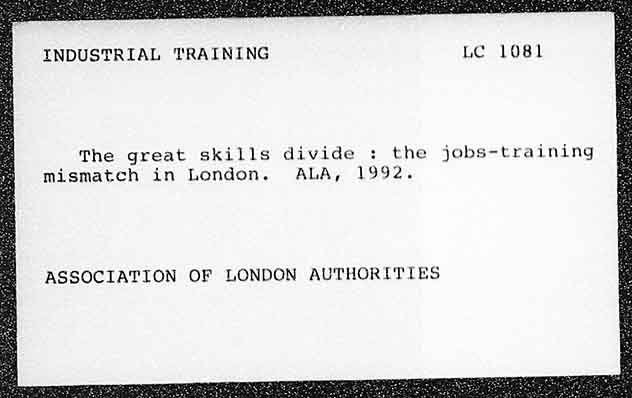 INDUSTRIAL TRAINING LC 1081
The great skills divide : the jobs-training
mismatch in London. ALA, 1992.
ASSOCIATION OF LONDON AUTHORITIES